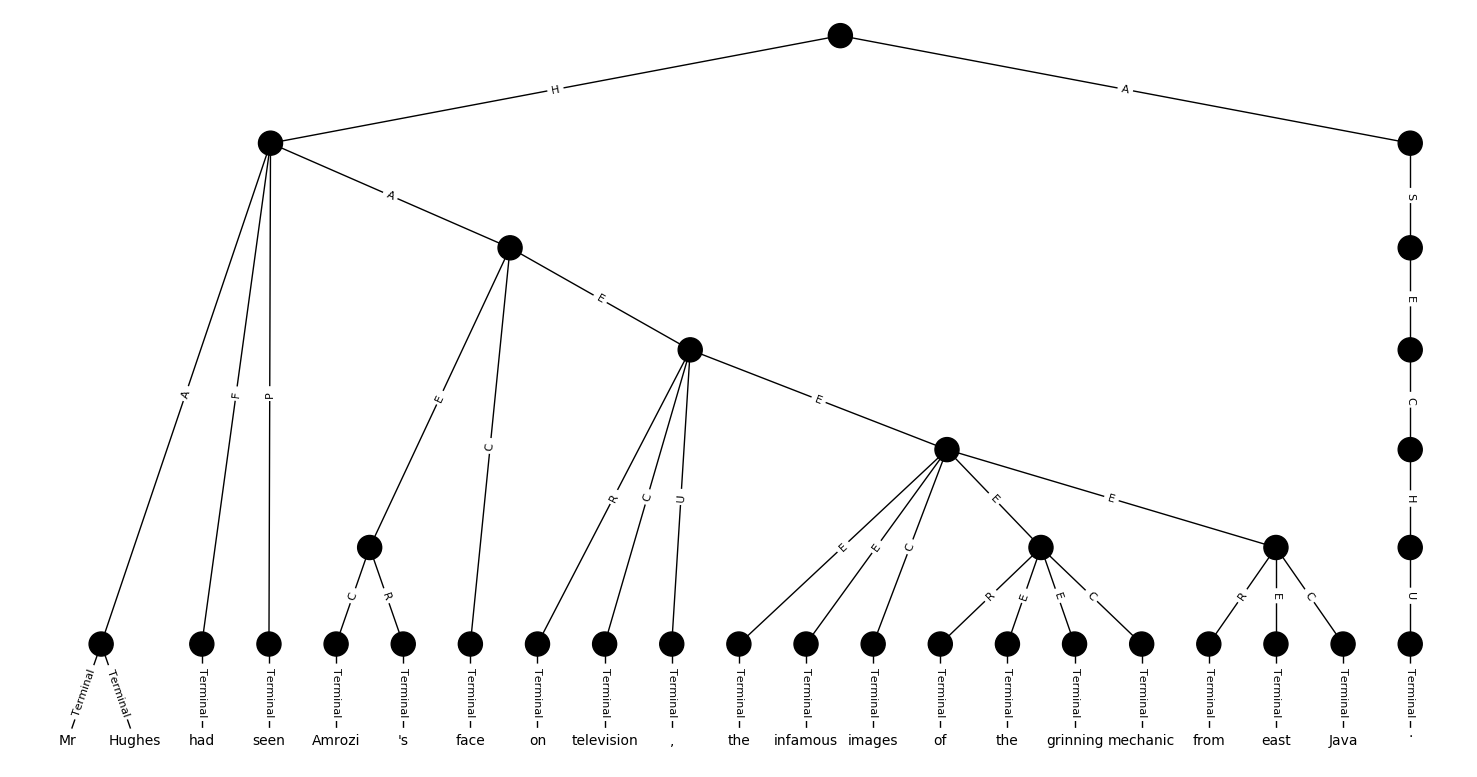 H A
A S
E E
A F P E C
E C E E C
R C U E E H
E E C
C R R E E C R E C U
Terminal Terminal Terminal Terminal Terminal Terminal Terminal Terminal Terminal Terminal Terminal Terminal Terminal Terminal Terminal Terminal Terminal Terminal Terminal Terminal Terminal
Mr Hughes had seen Amrozi 's face on television , the infamous images of the grinning mechanic from east Java .